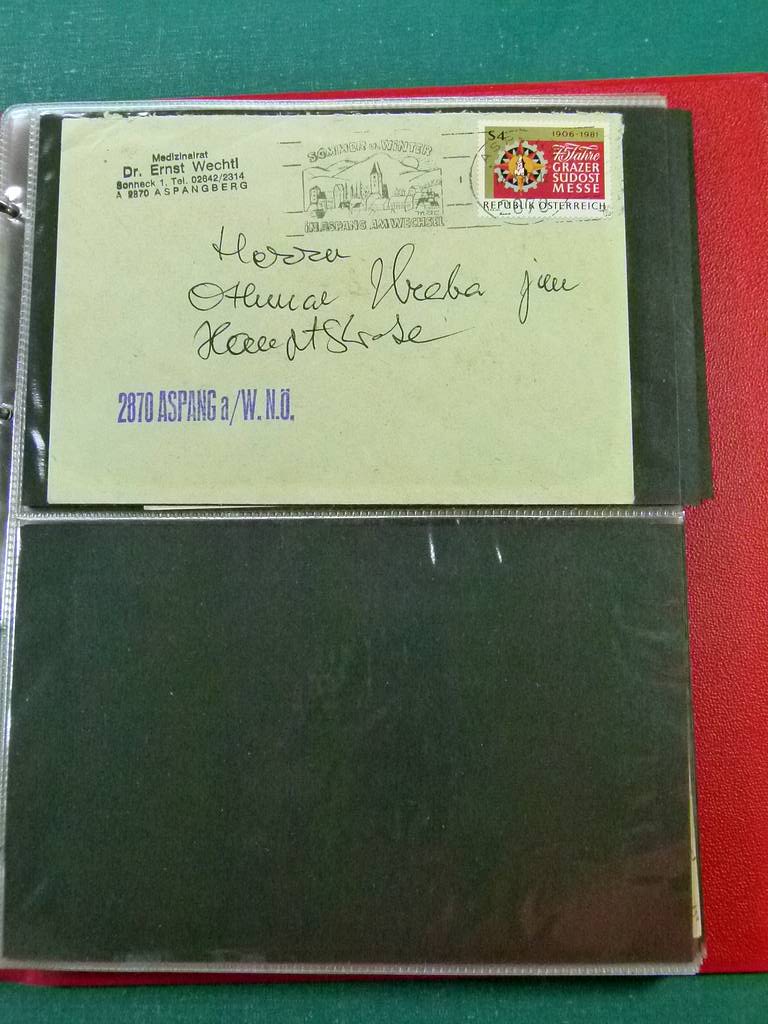 Medizinalrat
Dr. Ernst Wechtl
Sonneck 1, Tel. 02642/2314
A 2870 ASPANGBERG
SOMMER u. WINTER
IN ASPANG AM WECHSEL
S4
1906-1981
75 Jahre
GRAZER
SÜDOST
MESSE
REPUBLIK ÖSTERREICH
Herrn
Othmar jun
Hauptstrasse
2870 ASPANG a/W. N.Ö.